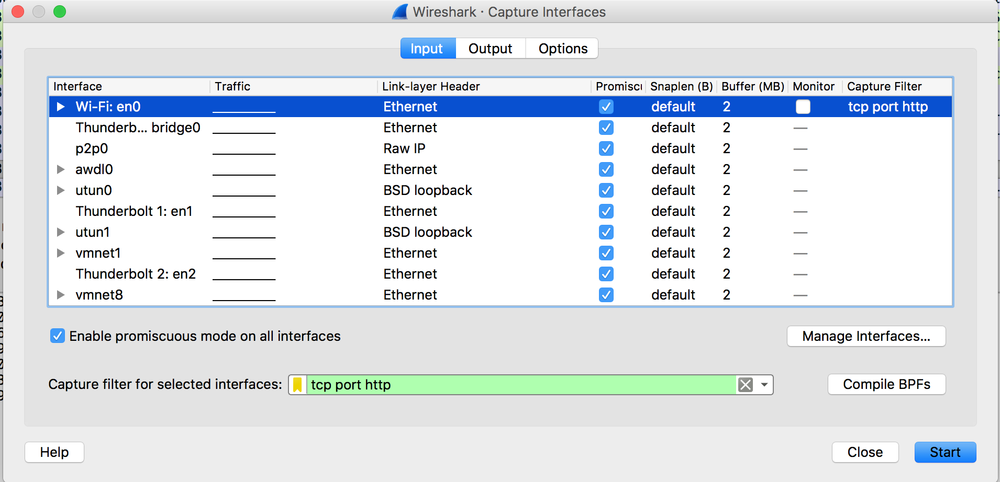 Wireshark · Capture Interfaces
Input Output Options
Interface Traffic Link-layer Header Promiscu Snaplen (B) Buffer (MB) Monitor Capture Filter
Wi-Fi: en0 Ethernet default 2 tcp port http
Thunderb... bridge0 Ethernet default 2 —
p2p0 Raw IP default 2 —
awdl0 Ethernet default 2 —
utun0 BSD loopback default 2 —
Thunderbolt 1: en1 Ethernet default 2 —
utun1 BSD loopback default 2 —
vmnet1 Ethernet default 2 —
Thunderbolt 2: en2 Ethernet default 2 —
vmnet8 Ethernet default 2 —
Enable promiscuous mode on all interfaces Manage Interfaces...
Capture filter for selected interfaces: tcp port http Compile BPFs
Help Close Start